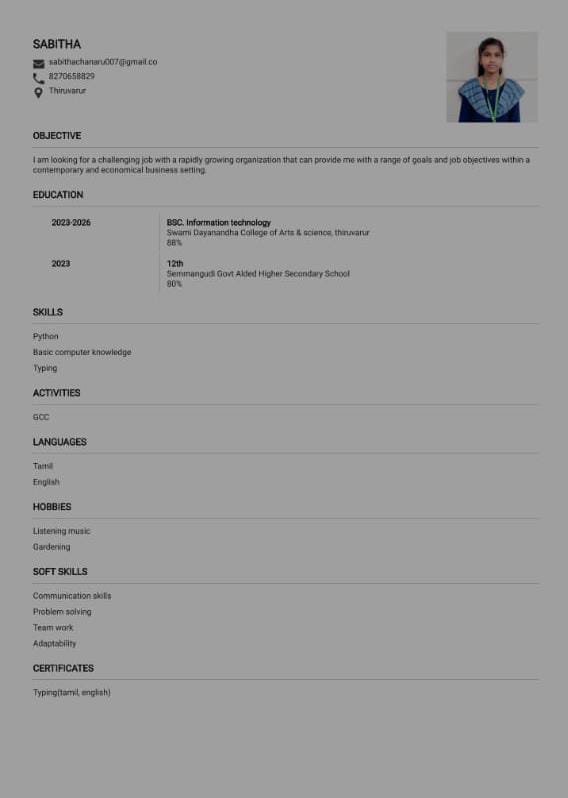 SABITHA
sabithachanaru007@gmail.co
8270658829
Thiruvarur
OBJECTIVE
I am looking for a challenging job with a rapidly growing organization that can provide me with a range of goals and job objectives within a
contemporary and economical business setting.
EDUCATION
2023-2026
BSC. Information technology
Swami Dayanandha College of Arts & science, thiruvarur
88%
2023
12th
Semmangudi Govt Aided Higher Secondary School
80%
SKILLS
Python
Basic computer knowledge
Typing
ACTIVITIES
GCC
LANGUAGES
Tamil
English
HOBBIES
Listening music
Gardening
SOFT SKILLS
Communication skills
Problem solving
Team work
Adaptability
CERTIFICATES
Typing(tamil, english)